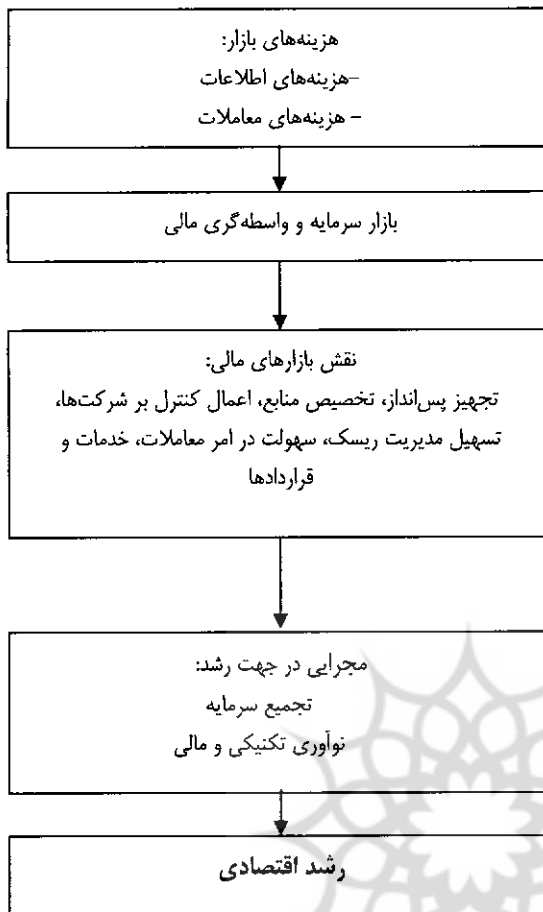 هزینه‌های بازار:
-هزینه‌های اطلاعات
- هزینه‌های معاملات
بازار سرمایه و واسطه‌گری مالی
نقش بازارهای مالی:
تجهیز پس‌انداز، تخصیص منابع، اعمال کنترل بر شرکت‌ها،
تسهیل مدیریت ریسک، سهولت در امر معاملات، خدمات و
قراردادها
مجرایی در جهت رشد:
تجمیع سرمایه
نوآوری تکنیکی و مالی
رشد اقتصادی